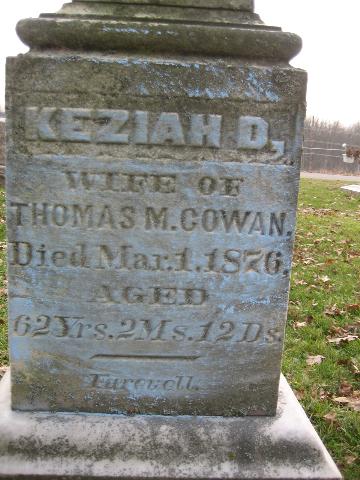 KEZIAH D.,
WIFE OF
THOMAS M. COWAN.
Died Mar. 1, 1876,
AGED
62 Yrs. 2 Ms. 12 Ds.
Farewell.